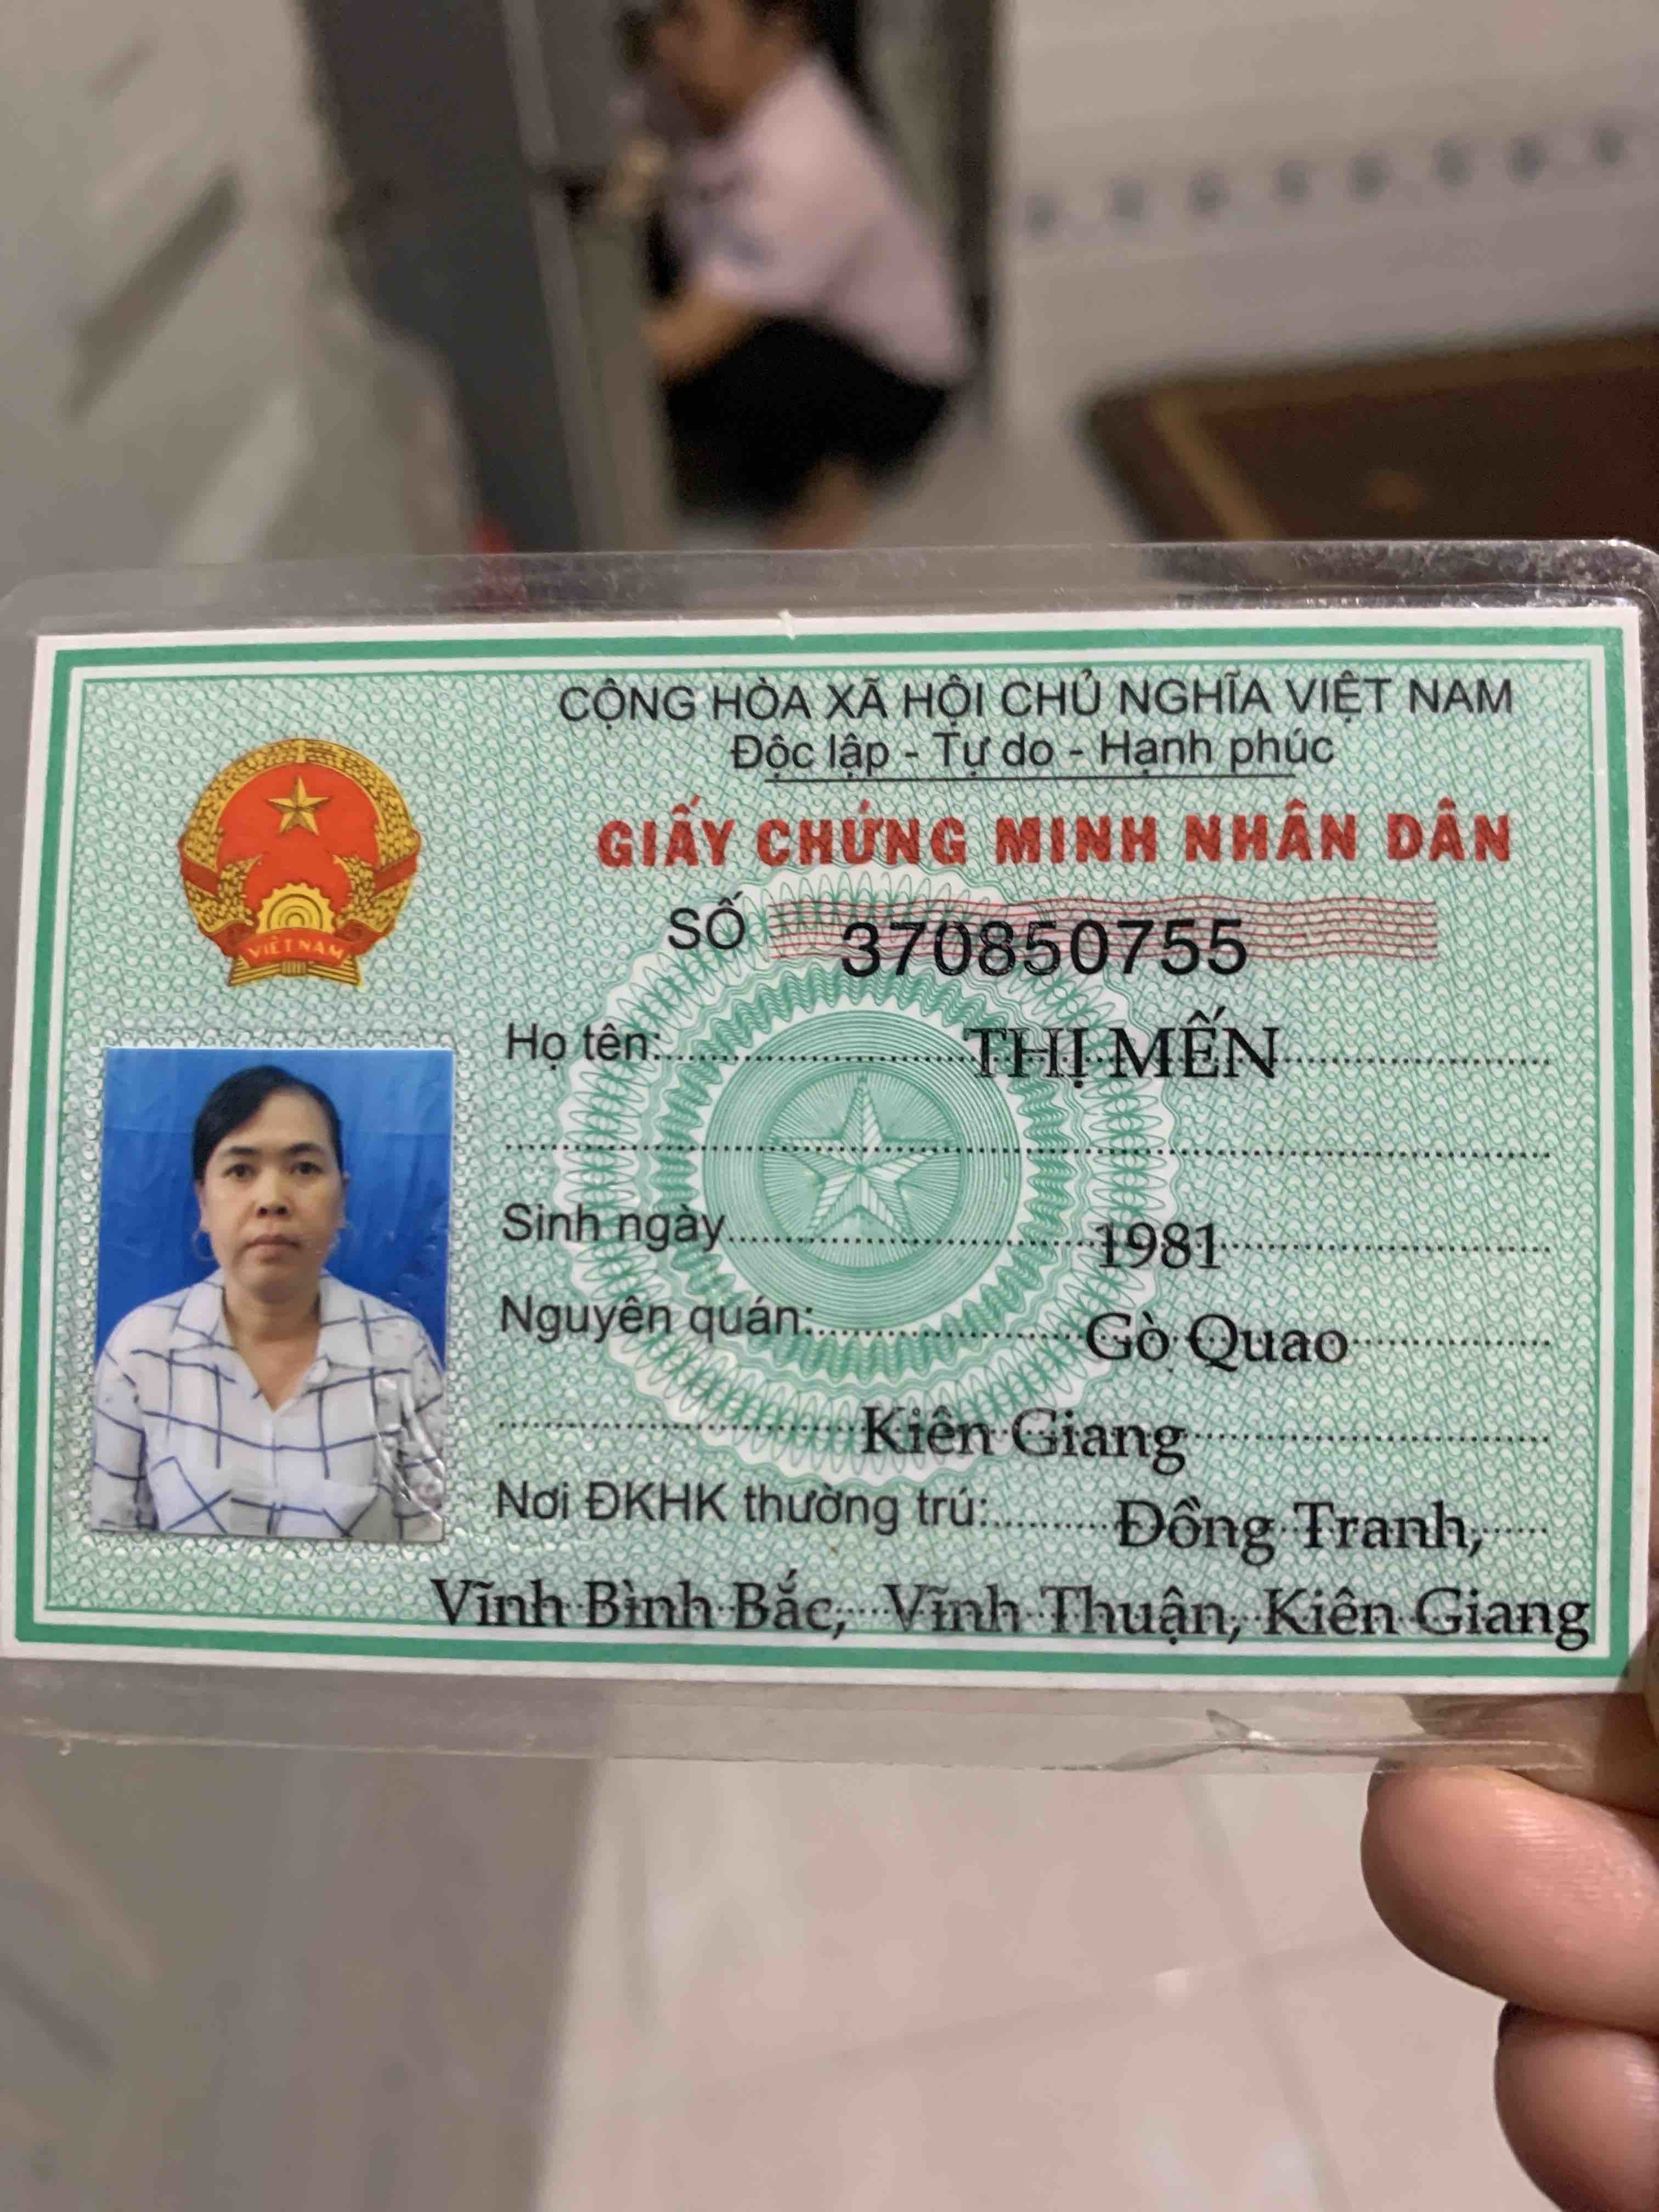 CỘNG HÒA XÃ HỘI CHỦ NGHĨA VIỆT NAM
Độc lập - Tự do - Hạnh phúc
GIẤY CHỨNG MINH NHÂN DÂN
SỐ 370850755
VIỆT NAM
Họ tên: THỊ MẾN
Sinh ngày 1981
Nguyên quán: Gò Quao
Kiên Giang
Nơi ĐKHK thường trú: Đồng Tranh,
Vĩnh Bình Bắc, Vĩnh Thuận, Kiên Giang